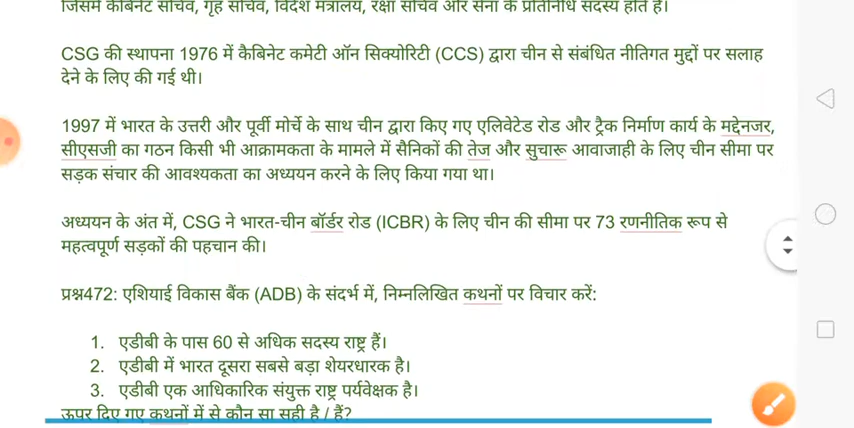 जिसमें कैबिनेट सचिव, गृह सचिव, विदेश मंत्रालय, रक्षा सचिव और सेना के प्रतिनिधि सदस्य होते हैं।
CSG की स्थापना 1976 में कैबिनेट कमेटी ऑन सिक्योरिटी (CCS) द्वारा चीन से संबंधित नीतिगत मुद्दों पर सलाह
देने के लिए की गई थी।
1997 में भारत के उत्तरी और पूर्वी मोर्चे के साथ चीन द्वारा किए गए एलिवेटेड रोड और ट्रैक निर्माण कार्य के मद्देनजर,
सीएसजी का गठन किसी भी आक्रामकता के मामले में सैनिकों की तेज और सुचारू आवाजाही के लिए चीन सीमा पर
सड़क संचार की आवश्यकता का अध्ययन करने के लिए किया गया था।
अध्ययन के अंत में, CSG ने भारत-चीन बॉर्डर रोड (ICBR) के लिए चीन की सीमा पर 73 रणनीतिक रूप से
महत्वपूर्ण सड़कों की पहचान की।
प्रश्न472: एशियाई विकास बैंक (ADB) के संदर्भ में, निम्नलिखित कथनों पर विचार करें:
1. एडीबी के पास 60 से अधिक सदस्य राष्ट्र हैं।
2. एडीबी में भारत दूसरा सबसे बड़ा शेयरधारक है।
3. एडीबी एक आधिकारिक संयुक्त राष्ट्र पर्यवेक्षक है।
ऊपर दिए गए कथनों में से कौन सा सही है / हैं?